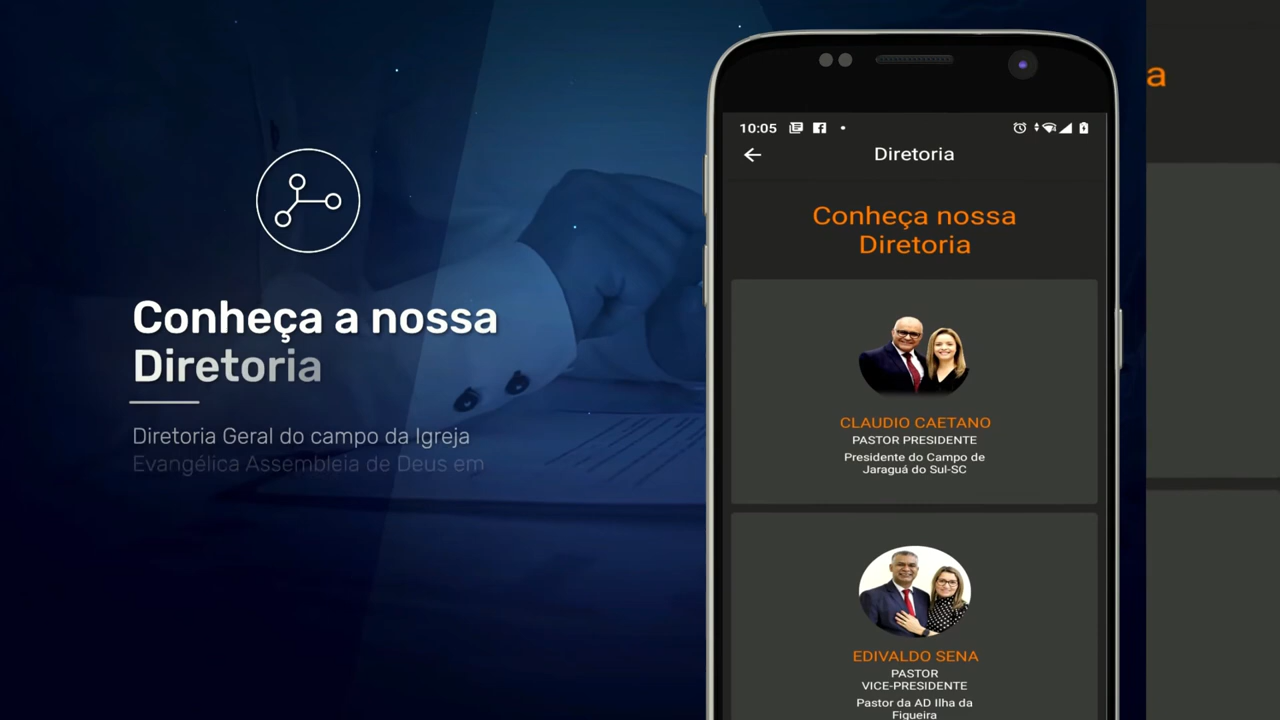 Conheça a nossa
Diretoria
Diretoria Geral do campo da Igreja
Evangélica Assembleia de Deus em
10:05
Diretoria
Conheça nossa
Diretoria
CLAUDIO CAETANO
PASTOR PRESIDENTE
Presidente do Campo de
Jaraguá do Sul-SC
EDIVALDO SENA
PASTOR
VICE-PRESIDENTE
Pastor da AD Ilha da
Figueira
a